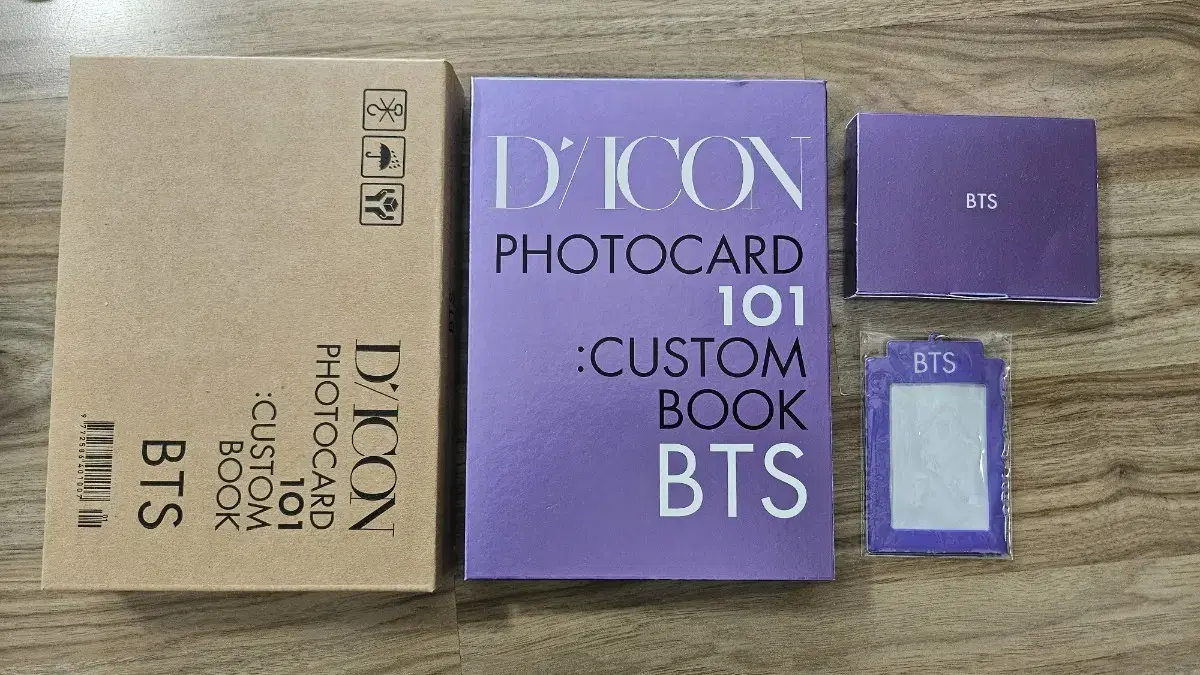 D'ICON
PHOTOCARD
101
:CUSTOM
BOOK
BTS
D'/ICON
PHOTOCARD
101
:CUSTOM
BOOK
BTS
BTS
BTS